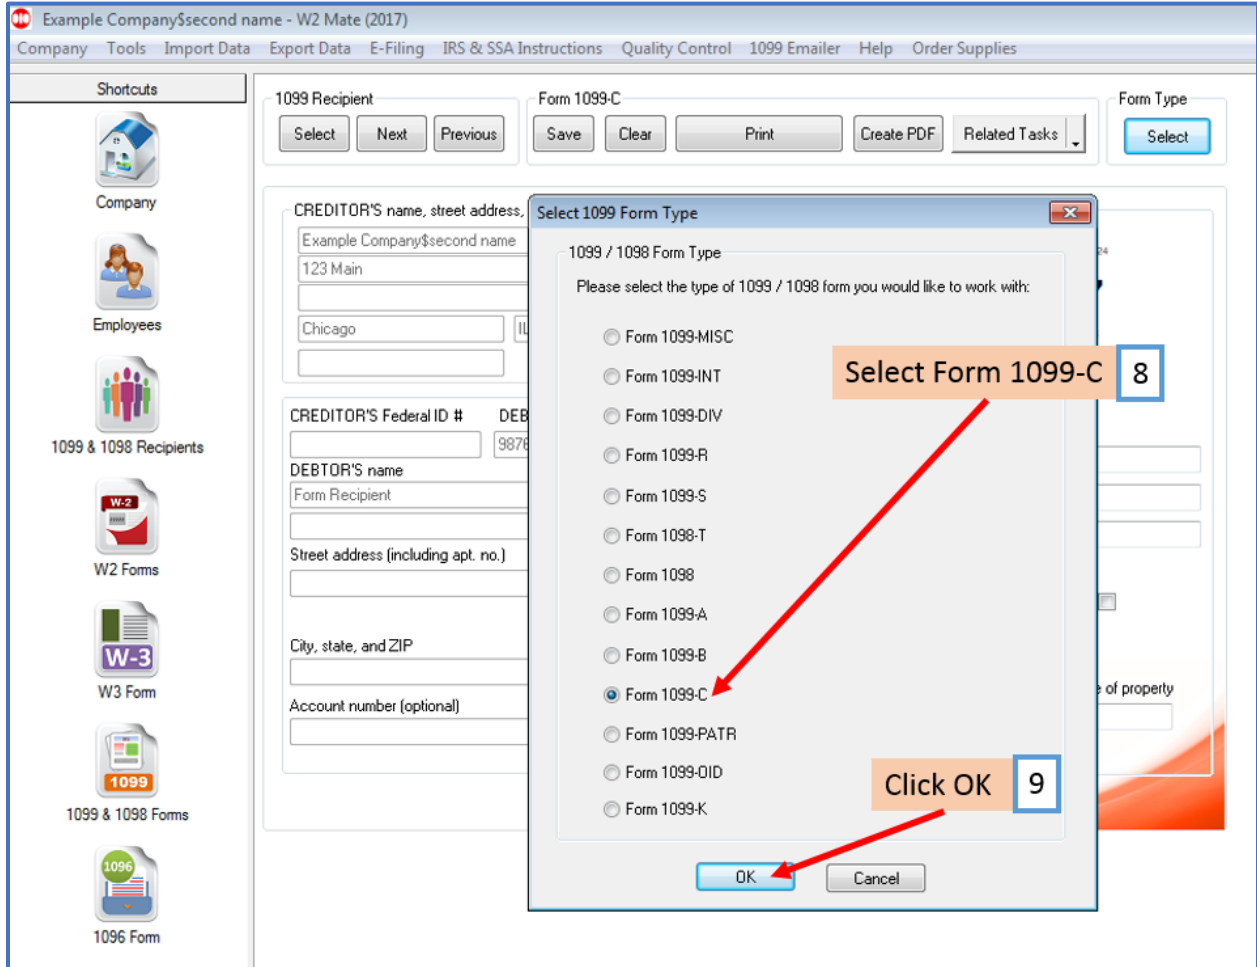 Example Company$second name - W2 Mate (2017)
Company Tools Import Data Export Data E-Filing IRS & SSA Instructions Quality Control 1099 Emailer Help Order Supplies
Shortcuts
Company
Employees
1099 & 1098 Recipients
W-2
W2 Forms
W-3
W3 Form
1099
1099 & 1098 Forms
1096
1096 Form
1099 Recipient
Select Next Previous
Form 1099-C
Save Clear Print Create PDF Related Tasks
Form Type
Select
CREDITOR'S name, street address,
Example Company$second name
123 Main
Chicago IL
CREDITOR'S Federal ID # DEB
9876
DEBTOR'S name
Form Recipient
Street address (including apt. no.)
City, state, and ZIP
Account number (optional)
24
e of property
Select 1099 Form Type
1099 / 1098 Form Type
Please select the type of 1099 / 1098 form you would like to work with:
Form 1099-MISC
Form 1099-INT
Form 1099-DIV
Form 1099-R
Form 1099-S
Form 1098-T
Form 1098
Form 1099-A
Form 1099-B
Form 1099-C
Form 1099-PATR
Form 1099-OID
Form 1099-K
OK Cancel
Select Form 1099-C 8
Click OK 9